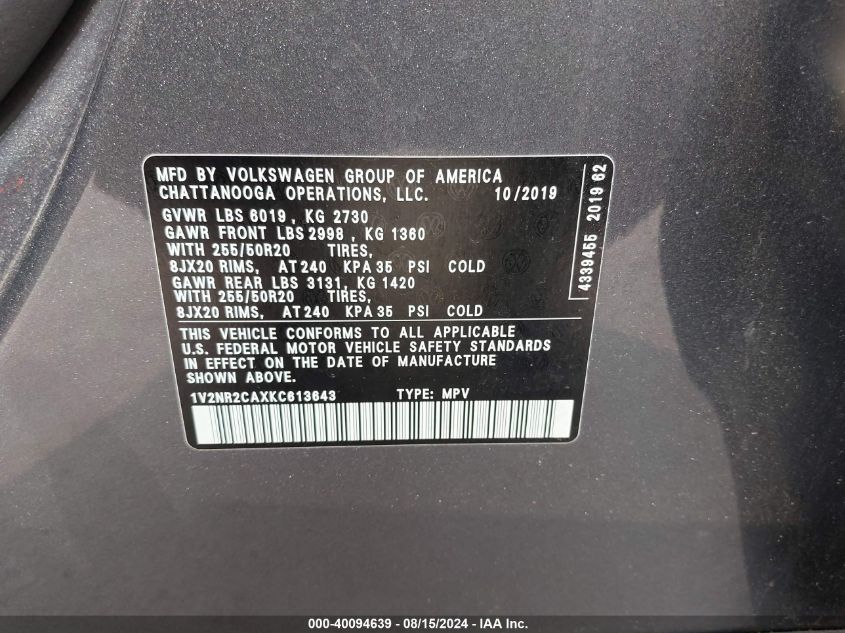 MFD BY VOLKSWAGEN GROUP OF AMERICA
CHATTANOOGA OPERATIONS, LLC. 10/2019
GVWR LBS 6019 , KG 2730
GAWR FRONT LBS 2998 , KG 1360
WITH 255/50R20 TIRES,
8JX20 RIMS, AT 240 KPA 35 PSI COLD
GAWR REAR LBS 3131, KG 1420
WITH 255/50R20 TIRES,
8JX20 RIMS, AT 240 KPA 35 PSI COLD
THIS VEHICLE CONFORMS TO ALL APPLICABLE
U.S. FEDERAL MOTOR VEHICLE SAFETY STANDARDS
IN EFFECT ON THE DATE OF MANUFACTURE
SHOWN ABOVE.
1V2NR2CAXKC613643 TYPE: MPV
4339455 2019 62
000-40094639 - 08/15/2024 - IAA Inc.